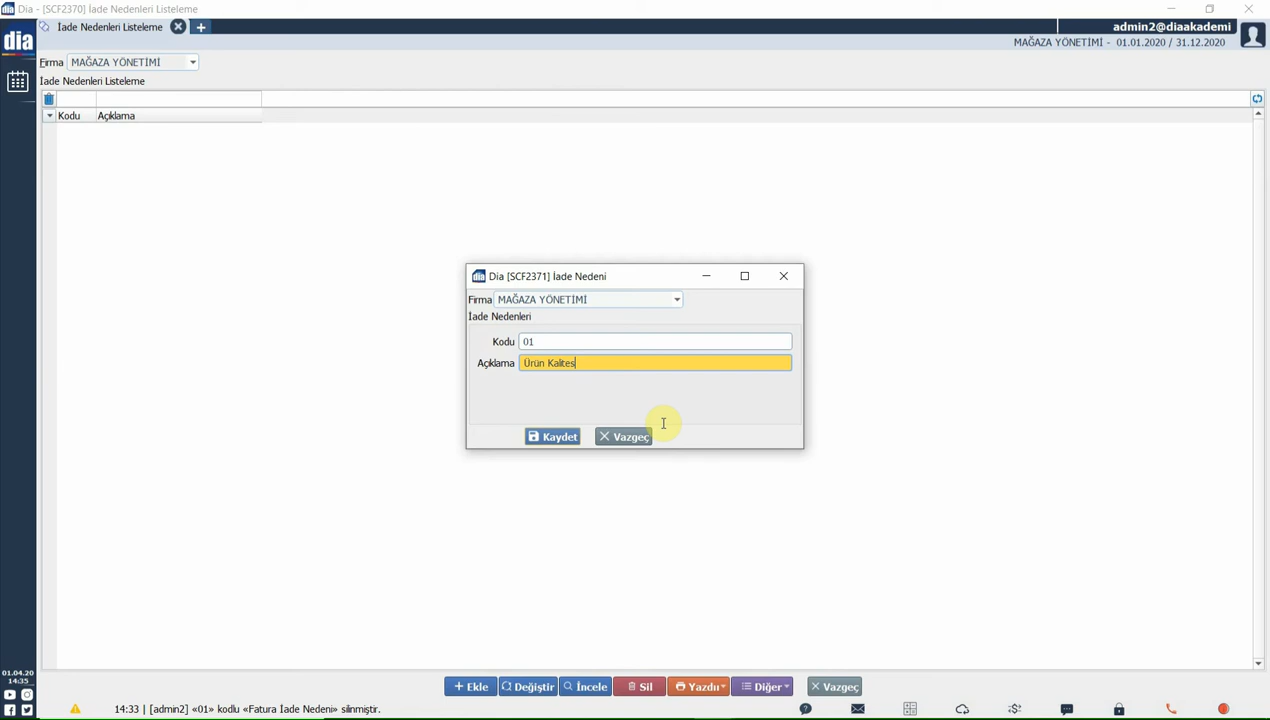 Dia - [SCF2370] İade Nedenleri Listeleme
dia
İade Nedenleri Listeleme
admin2@diaakademi
MAĞAZA YÖNETİMİ - 01.01.2020 / 31.12.2020
Firma MAĞAZA YÖNETİMİ
İade Nedenleri Listeleme
Kodu Açıklama
dia Dia [SCF2371] İade Nedeni
Firma MAĞAZA YÖNETİMİ
İade Nedenleri
Kodu 01
Açıklama Ürün Kalites
Kaydet Vazgeç
01.04.20
14:35
Ekle Değiştir İncele Sil Yazdır Diğer Vazgeç
14:33 | [admin2] «01» kodlu «Fatura İade Nedeni» silinmiştir.